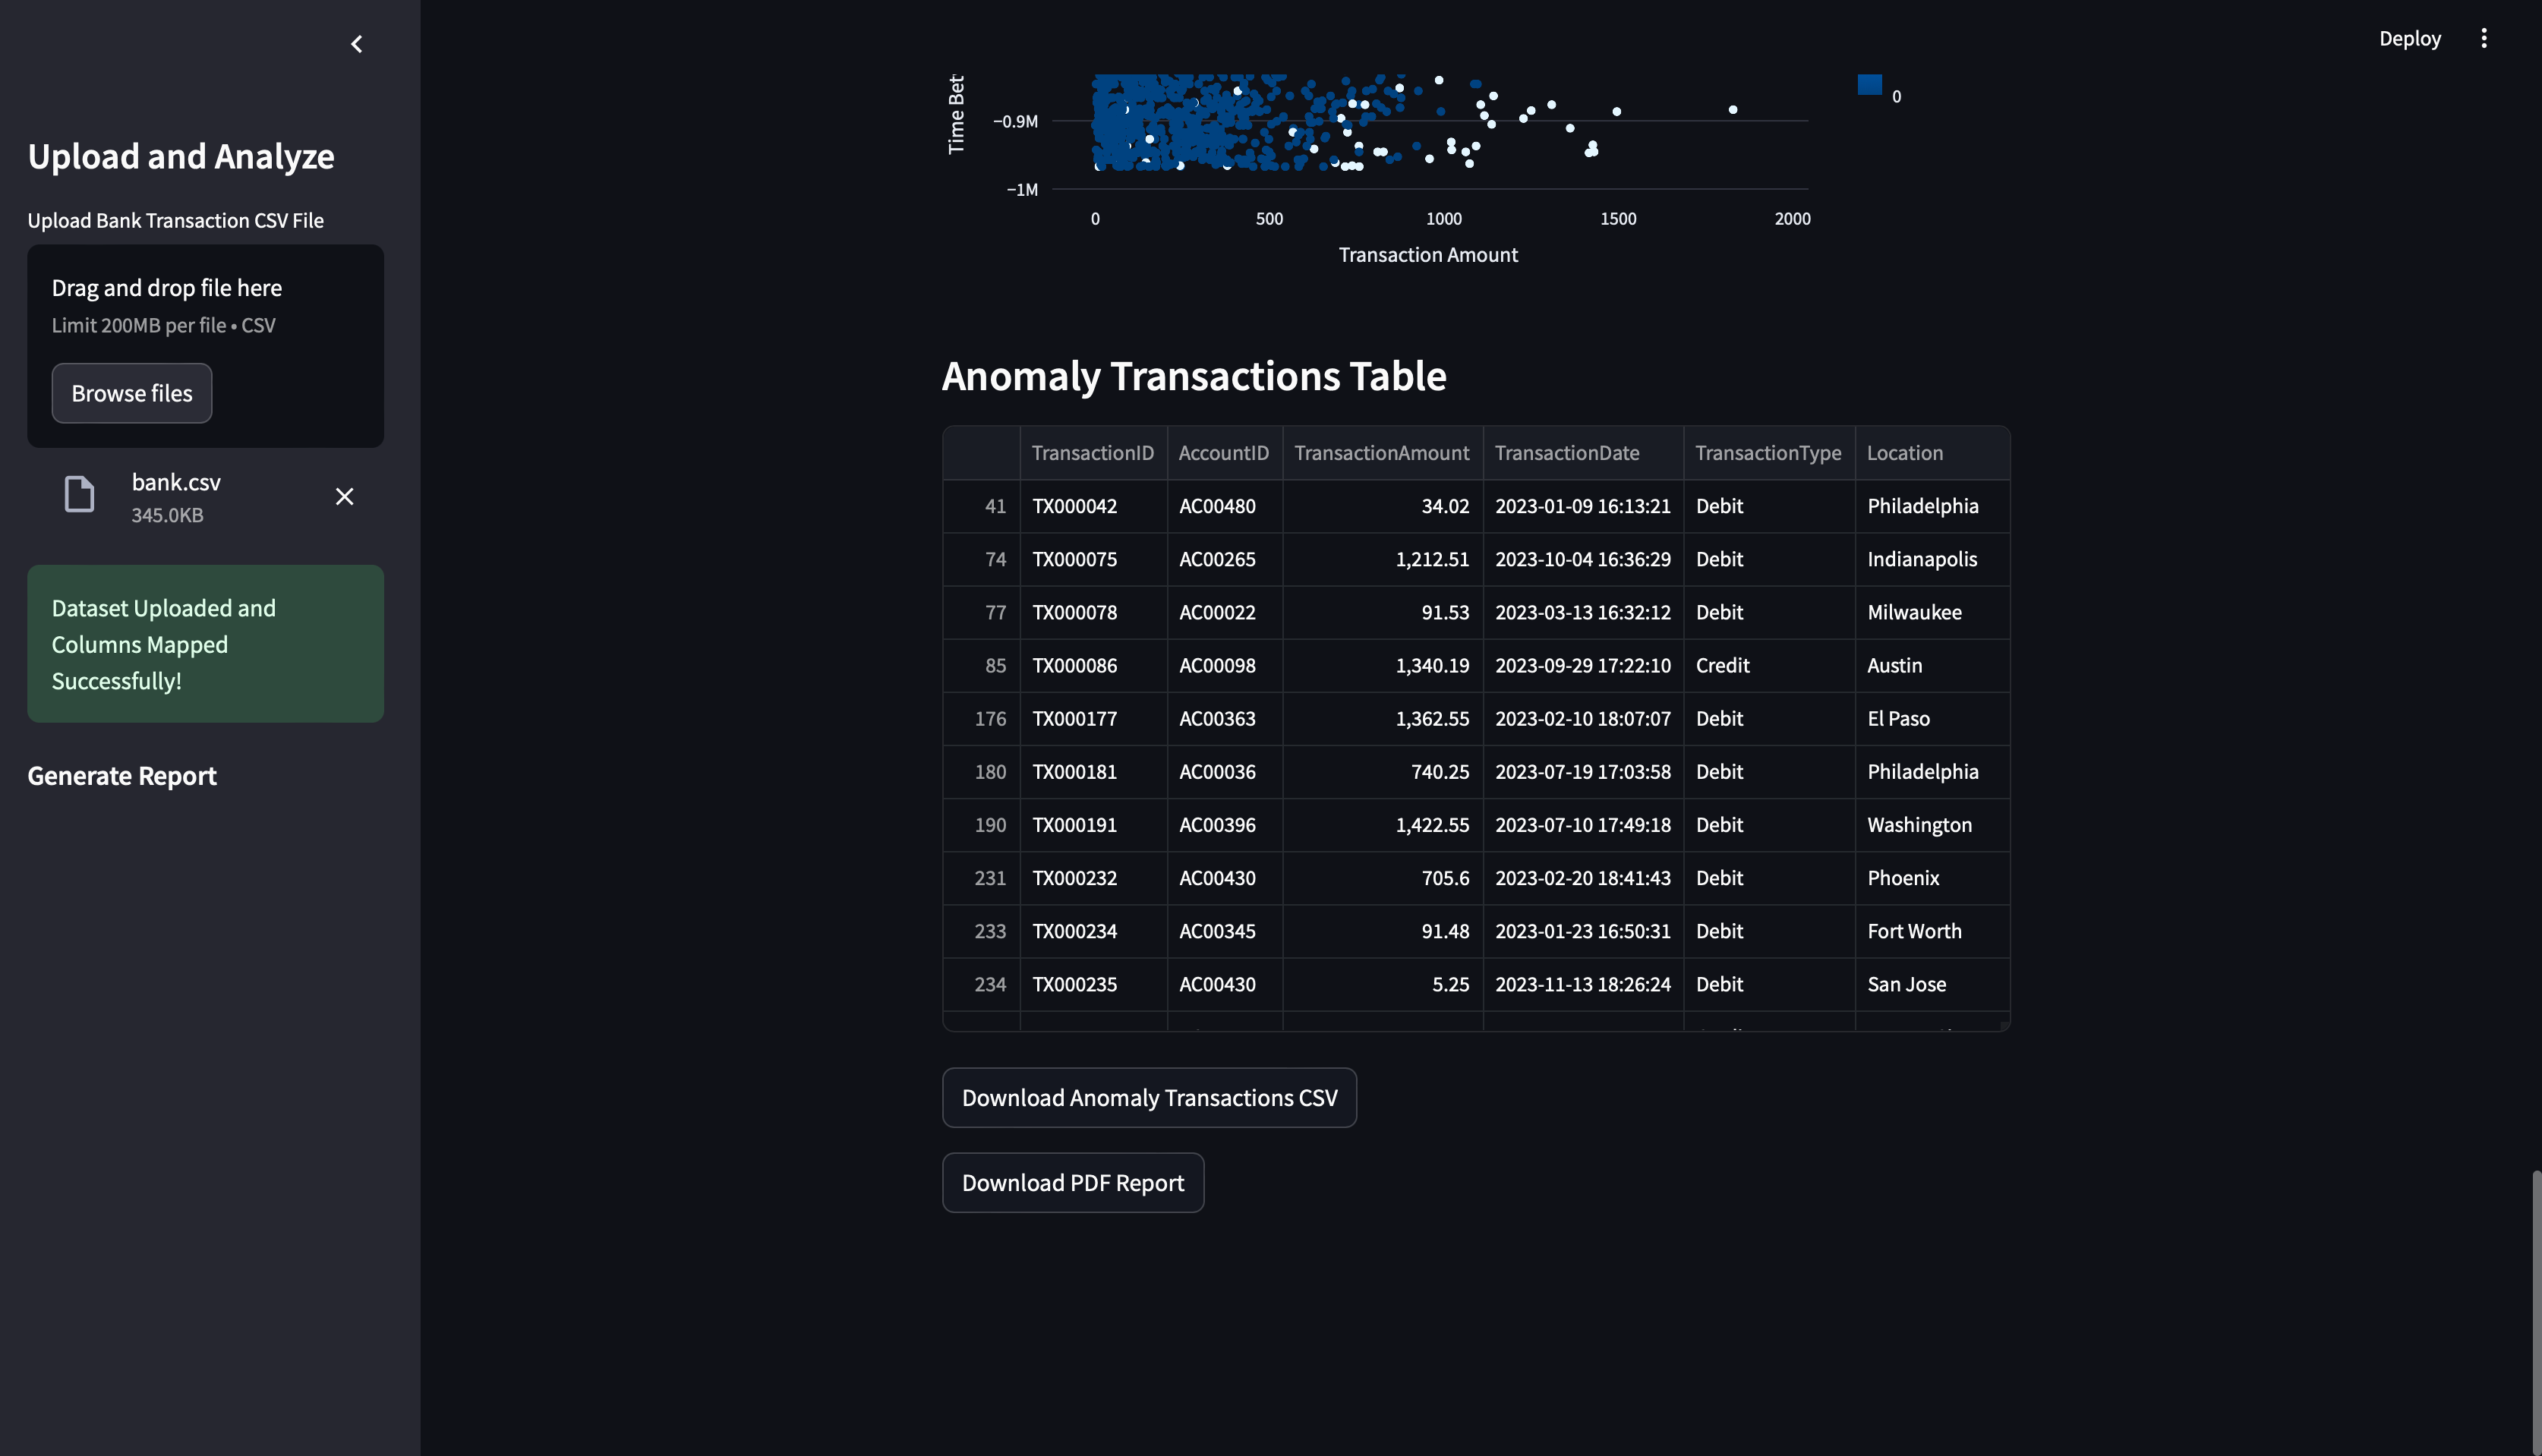 Deploy
Upload and Analyze
Upload Bank Transaction CSV File
Drag and drop file here
Limit 200MB per file • CSV
Browse files
bank.csv
345.0KB
Dataset Uploaded and
Columns Mapped
Successfully!
Generate Report
Time Bet
−0.9M
−1M
0 500 1000 1500 2000
Transaction Amount
0
Anomaly Transactions Table
TransactionID AccountID TransactionAmount TransactionDate TransactionType Location
41 TX000042 AC00480 34.02 2023-01-09 16:13:21 Debit Philadelphia
74 TX000075 AC00265 1,212.51 2023-10-04 16:36:29 Debit Indianapolis
77 TX000078 AC00022 91.53 2023-03-13 16:32:12 Debit Milwaukee
85 TX000086 AC00098 1,340.19 2023-09-29 17:22:10 Credit Austin
176 TX000177 AC00363 1,362.55 2023-02-10 18:07:07 Debit El Paso
180 TX000181 AC00036 740.25 2023-07-19 17:03:58 Debit Philadelphia
190 TX000191 AC00396 1,422.55 2023-07-10 17:49:18 Debit Washington
231 TX000232 AC00430 705.6 2023-02-20 18:41:43 Debit Phoenix
233 TX000234 AC00345 91.48 2023-01-23 16:50:31 Debit Fort Worth
234 TX000235 AC00430 5.25 2023-11-13 18:26:24 Debit San Jose
Download Anomaly Transactions CSV
Download PDF Report